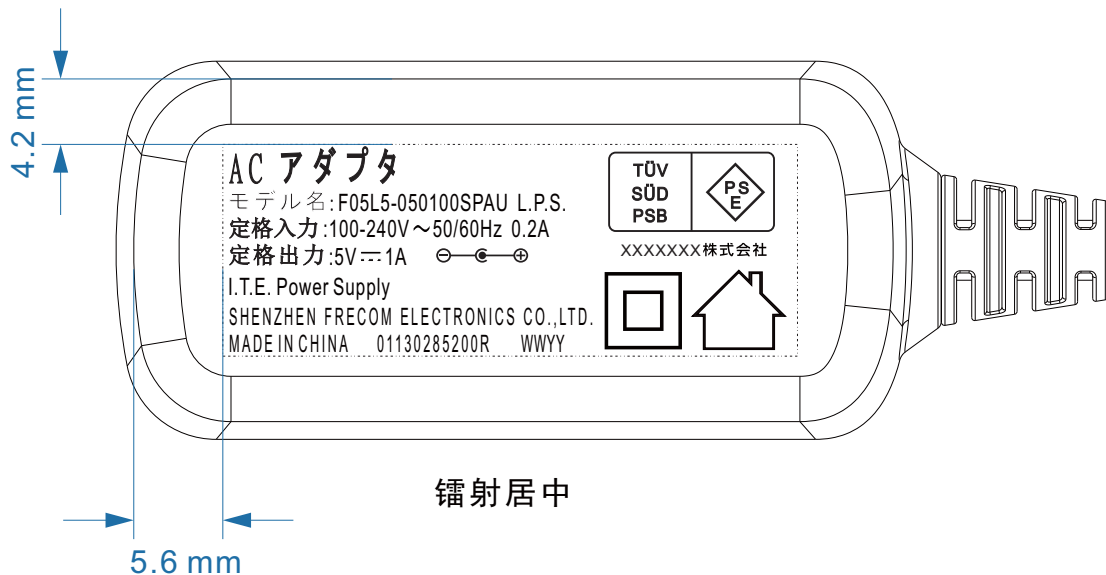 4.2 mm
AC アダプタ
モデル名:F05L5-050100SPAU L.P.S.
定格入力:100-240V～50/60Hz 0.2A
定格出力:5V⎓1A
I.T.E. Power Supply
SHENZHEN FRECOM ELECTRONICS CO.,LTD.
MADE IN CHINA 01130285200R WWYY
TÜV
SÜD
PSB
PS
E
XXXXXXX株式会社
镭射居中
5.6 mm